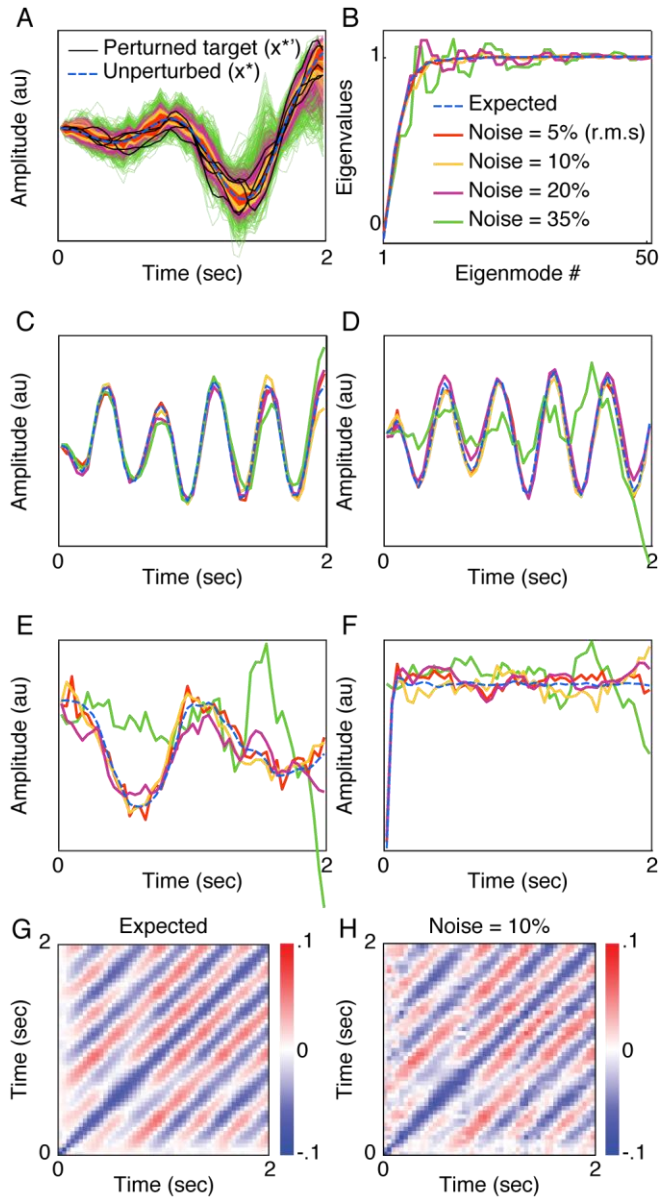 A
Perturned target (x*')
Unperturbed (x*)
Amplitude (au)
0
2
Time (sec)
B
1
Eigenvalues
0
Expected
Noise = 5% (r.m.s)
Noise = 10%
Noise = 20%
Noise = 35%
1
50
Eigenmode #
C
Amplitude (au)
0
2
Time (sec)
D
Amplitude (au)
0
2
Time (sec)
E
Amplitude (au)
0
2
Time (sec)
F
Amplitude (au)
0
2
Time (sec)
G
Expected
2
Time (sec)
0
0
2
Time (sec)
.1
0
-.1
H
Noise = 10%
2
Time (sec)
0
0
2
Time (sec)
.1
0
-.1